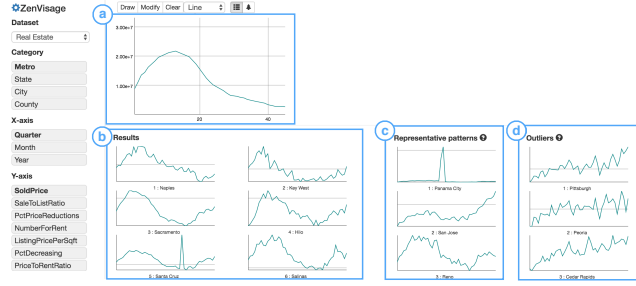 ZenVisage
Dataset
Real Estate
Category
Metro
State
City
County
X-axis
Quarter
Month
Year
Y-axis
SoldPrice
SaleToListRatio
PctPriceReductions
NumberForRent
ListingPricePerSqft
PctDecreasing
PriceToRentRatio
Draw Modify Clear Line
a
3.00e+7
2.00e+7
1.00e+7
20 40
b
Results
1 : Naples
2 : Key West
3 : Sacramento
4 : Hilo
5 : Santa Cruz
6 : Salinas
c
Representative patterns
1 : Panama City
2 : San Jose
3 : Reno
d
Outliers
1 : Pittsburgh
2 : Peoria
3 : Cedar Rapids